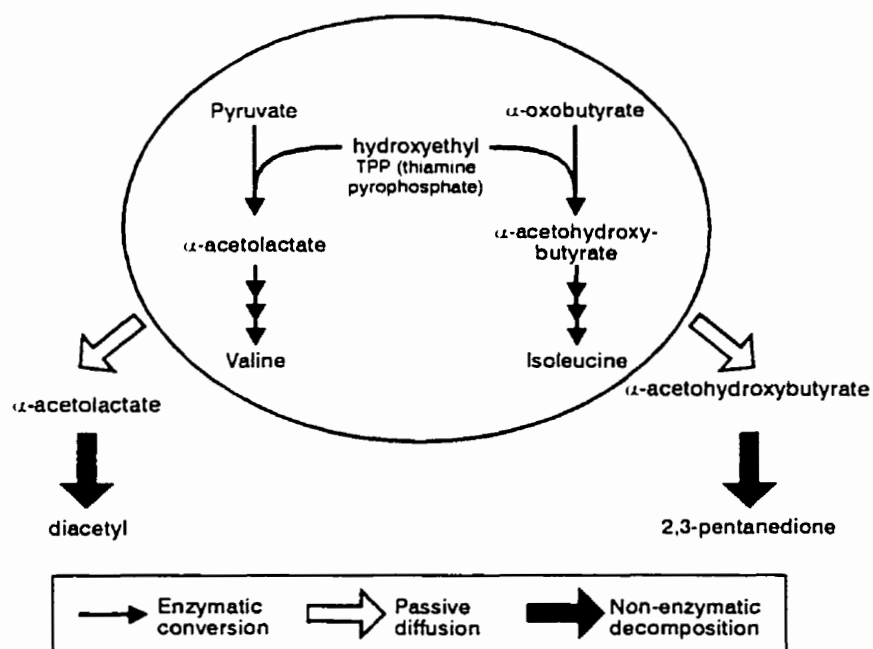 Pyruvate
α-oxobutyrate
hydroxyethyl
TPP (thiamine
pyrophosphate)
α-acetolactate
α-acetohydroxy-
butyrate
Valine
Isoleucine
α-acetolactate
α-acetohydroxybutyrate
diacetyl
2,3-pentanedione
Enzymatic
conversion
Passive
diffusion
Non-enzymatic
decomposition